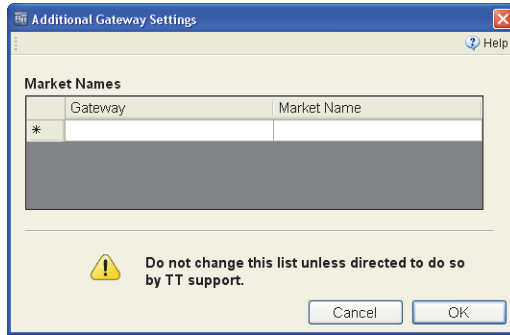 Additional Gateway Settings
Help
Market Names
Gateway Market Name
*
Do not change this list unless directed to do so
by TT support.
Cancel OK